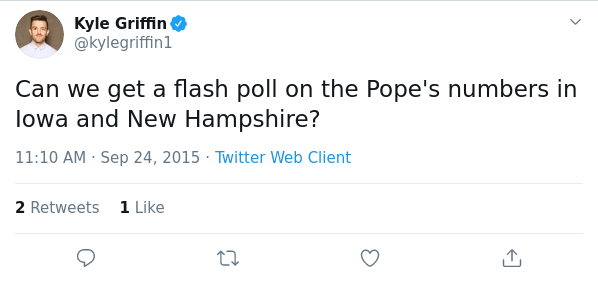 Kyle Griffin
@kylegriffin1
Can we get a flash poll on the Pope's numbers in
Iowa and New Hampshire?
11:10 AM · Sep 24, 2015 · Twitter Web Client
2 Retweets 1 Like